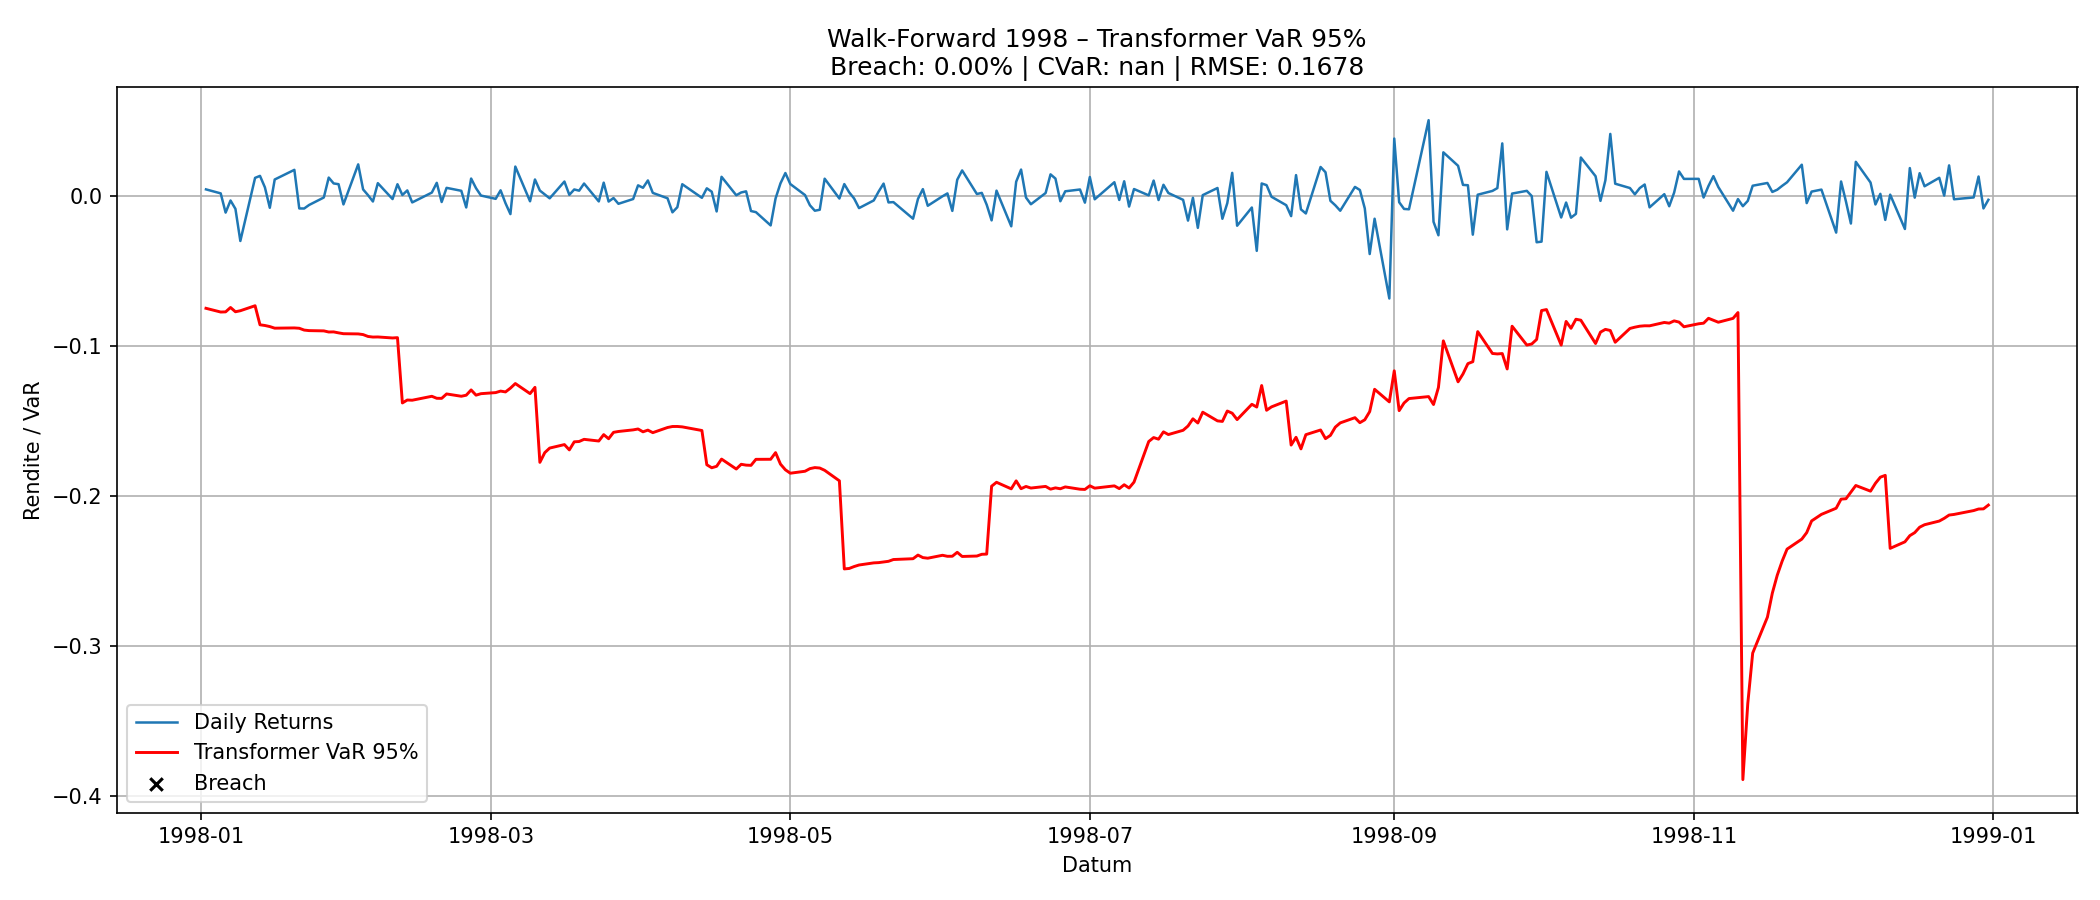 Walk-Forward 1998 – Transformer VaR 95%
Breach: 0.00% | CVaR: nan | RMSE: 0.1678
Rendite / VaR
0.0
−0.1
−0.2
−0.3
−0.4
Daily Returns
Transformer VaR 95%
Breach
1998-01
1998-03
1998-05
1998-07
1998-09
1998-11
1999-01
Datum